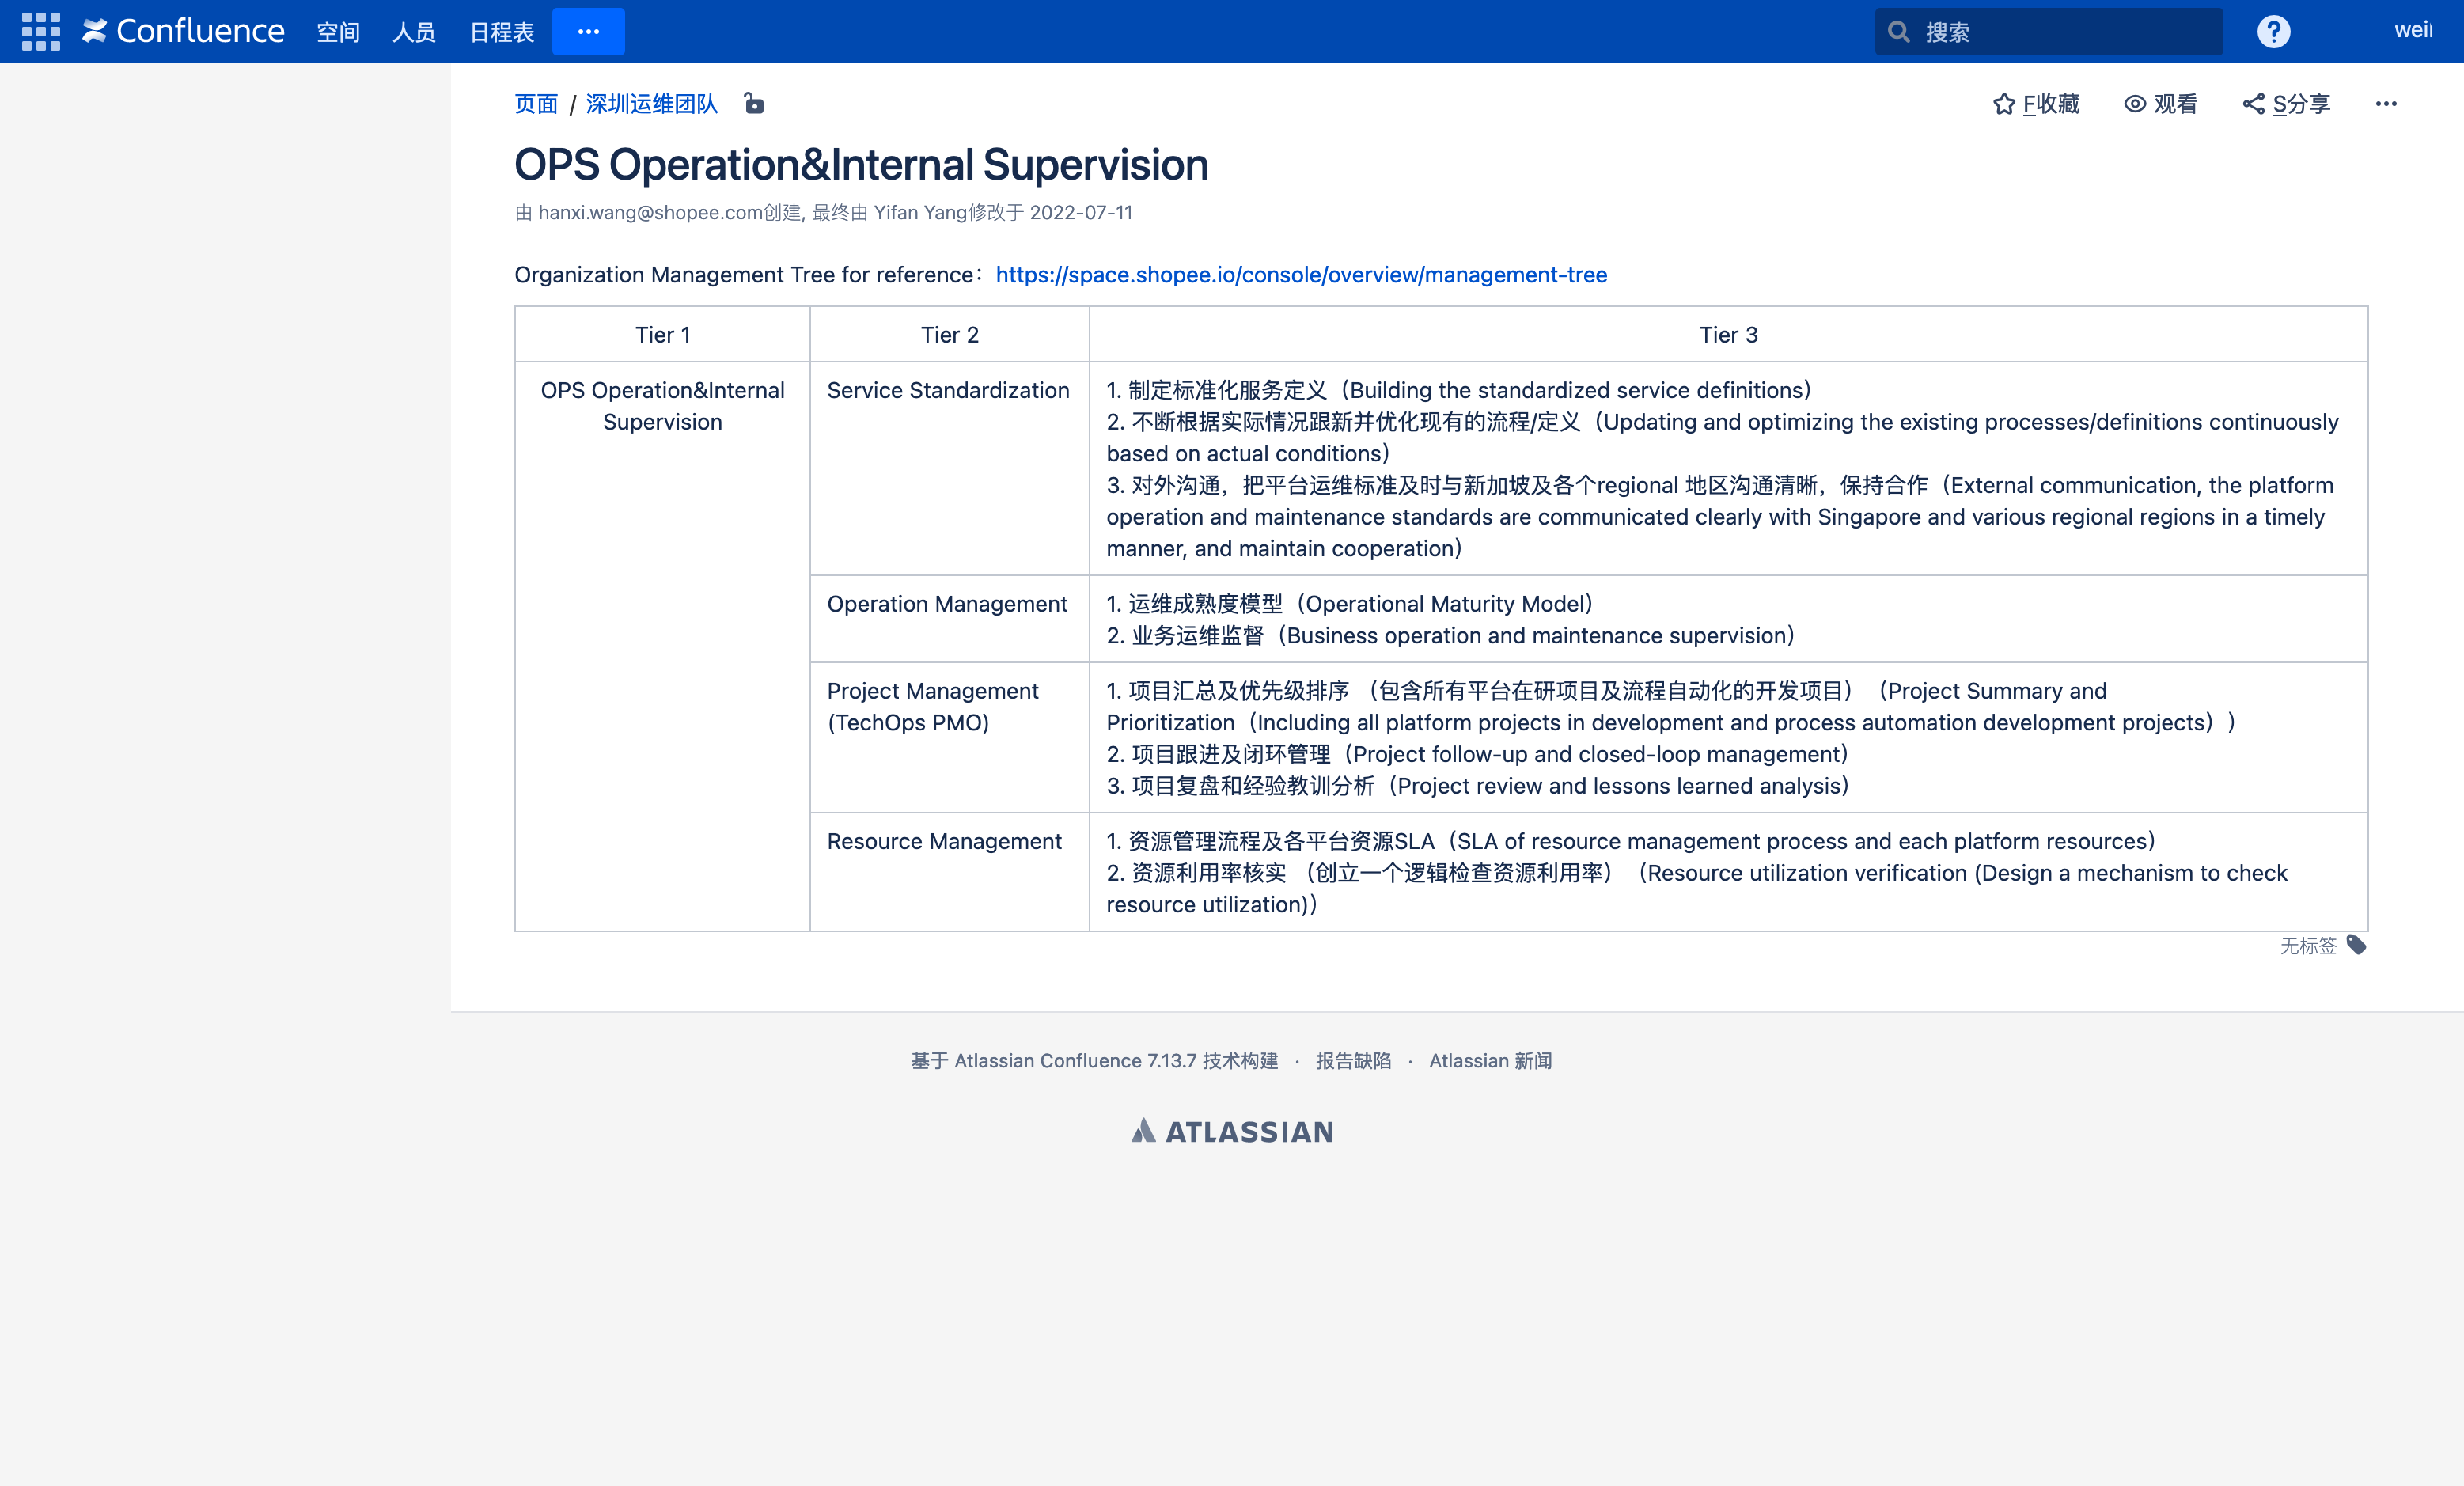 Confluence 空间 人员 日程表 ··· 搜索
页面 / 深圳运维团队 F收藏 观看 S分享 ···
OPS Operation&Internal Supervision
由 hanxi.wang@shopee.com创建, 最终由 Yifan Yang修改于 2022-07-11
Organization Management Tree for reference：https://space.shopee.io/console/overview/management-tree
Tier 1 Tier 2 Tier 3
OPS Operation&Internal
Supervision
Service Standardization
1. 制定标准化服务定义（Building the standardized service definitions）
2. 不断根据实际情况跟新并优化现有的流程/定义（Updating and optimizing the existing processes/definitions continuously
based on actual conditions）
3. 对外沟通，把平台运维标准及时与新加坡及各个regional 地区沟通清晰，保持合作（External communication, the platform
operation and maintenance standards are communicated clearly with Singapore and various regional regions in a timely
manner, and maintain cooperation）
Operation Management
1. 运维成熟度模型（Operational Maturity Model）
2. 业务运维监督（Business operation and maintenance supervision）
Project Management
(TechOps PMO)
1. 项目汇总及优先级排序 （包含所有平台在研项目及流程自动化的开发项目）（Project Summary and
Prioritization（Including all platform projects in development and process automation development projects））
2. 项目跟进及闭环管理（Project follow-up and closed-loop management）
3. 项目复盘和经验教训分析（Project review and lessons learned analysis）
Resource Management
1. 资源管理流程及各平台资源SLA（SLA of resource management process and each platform resources）
2. 资源利用率核实 （创立一个逻辑检查资源利用率）（Resource utilization verification (Design a mechanism to check
resource utilization)）
无标签
基于 Atlassian Confluence 7.13.7 技术构建 · 报告缺陷 · Atlassian 新闻
ATLASSIAN